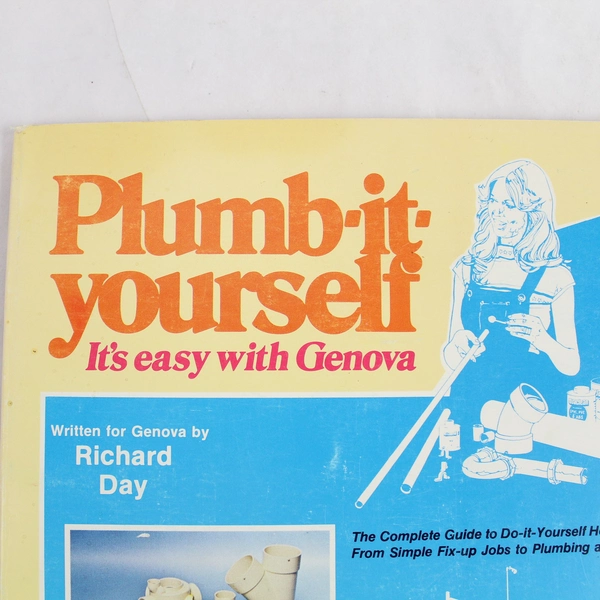 Plumb-it-
yourself
It's easy with Genova
Written for Genova by
Richard
Day
The Complete Guide to Do-it-Yourself
From Simple Fix-up Jobs to Plumbing